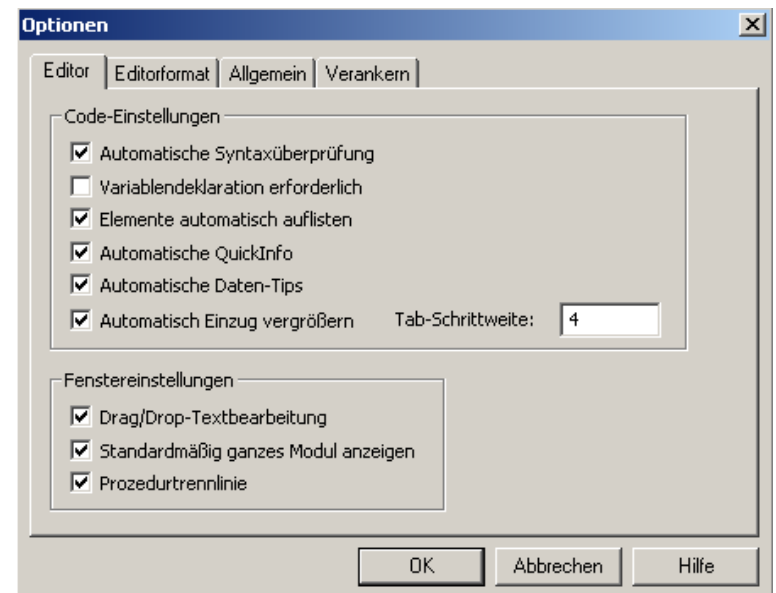 Optionen
Editor Editorformat Allgemein Verankern
Code-Einstellungen
Automatische Syntaxüberprüfung
Variablendeklaration erforderlich
Elemente automatisch auflisten
Automatische QuickInfo
Automatische Daten-Tips
Automatisch Einzug vergrößern Tab-Schrittweite: 4
Fenstereinstellungen
Drag/Drop-Textbearbeitung
Standardmäßig ganzes Modul anzeigen
Prozedurtrennlinie
OK Abbrechen Hilfe